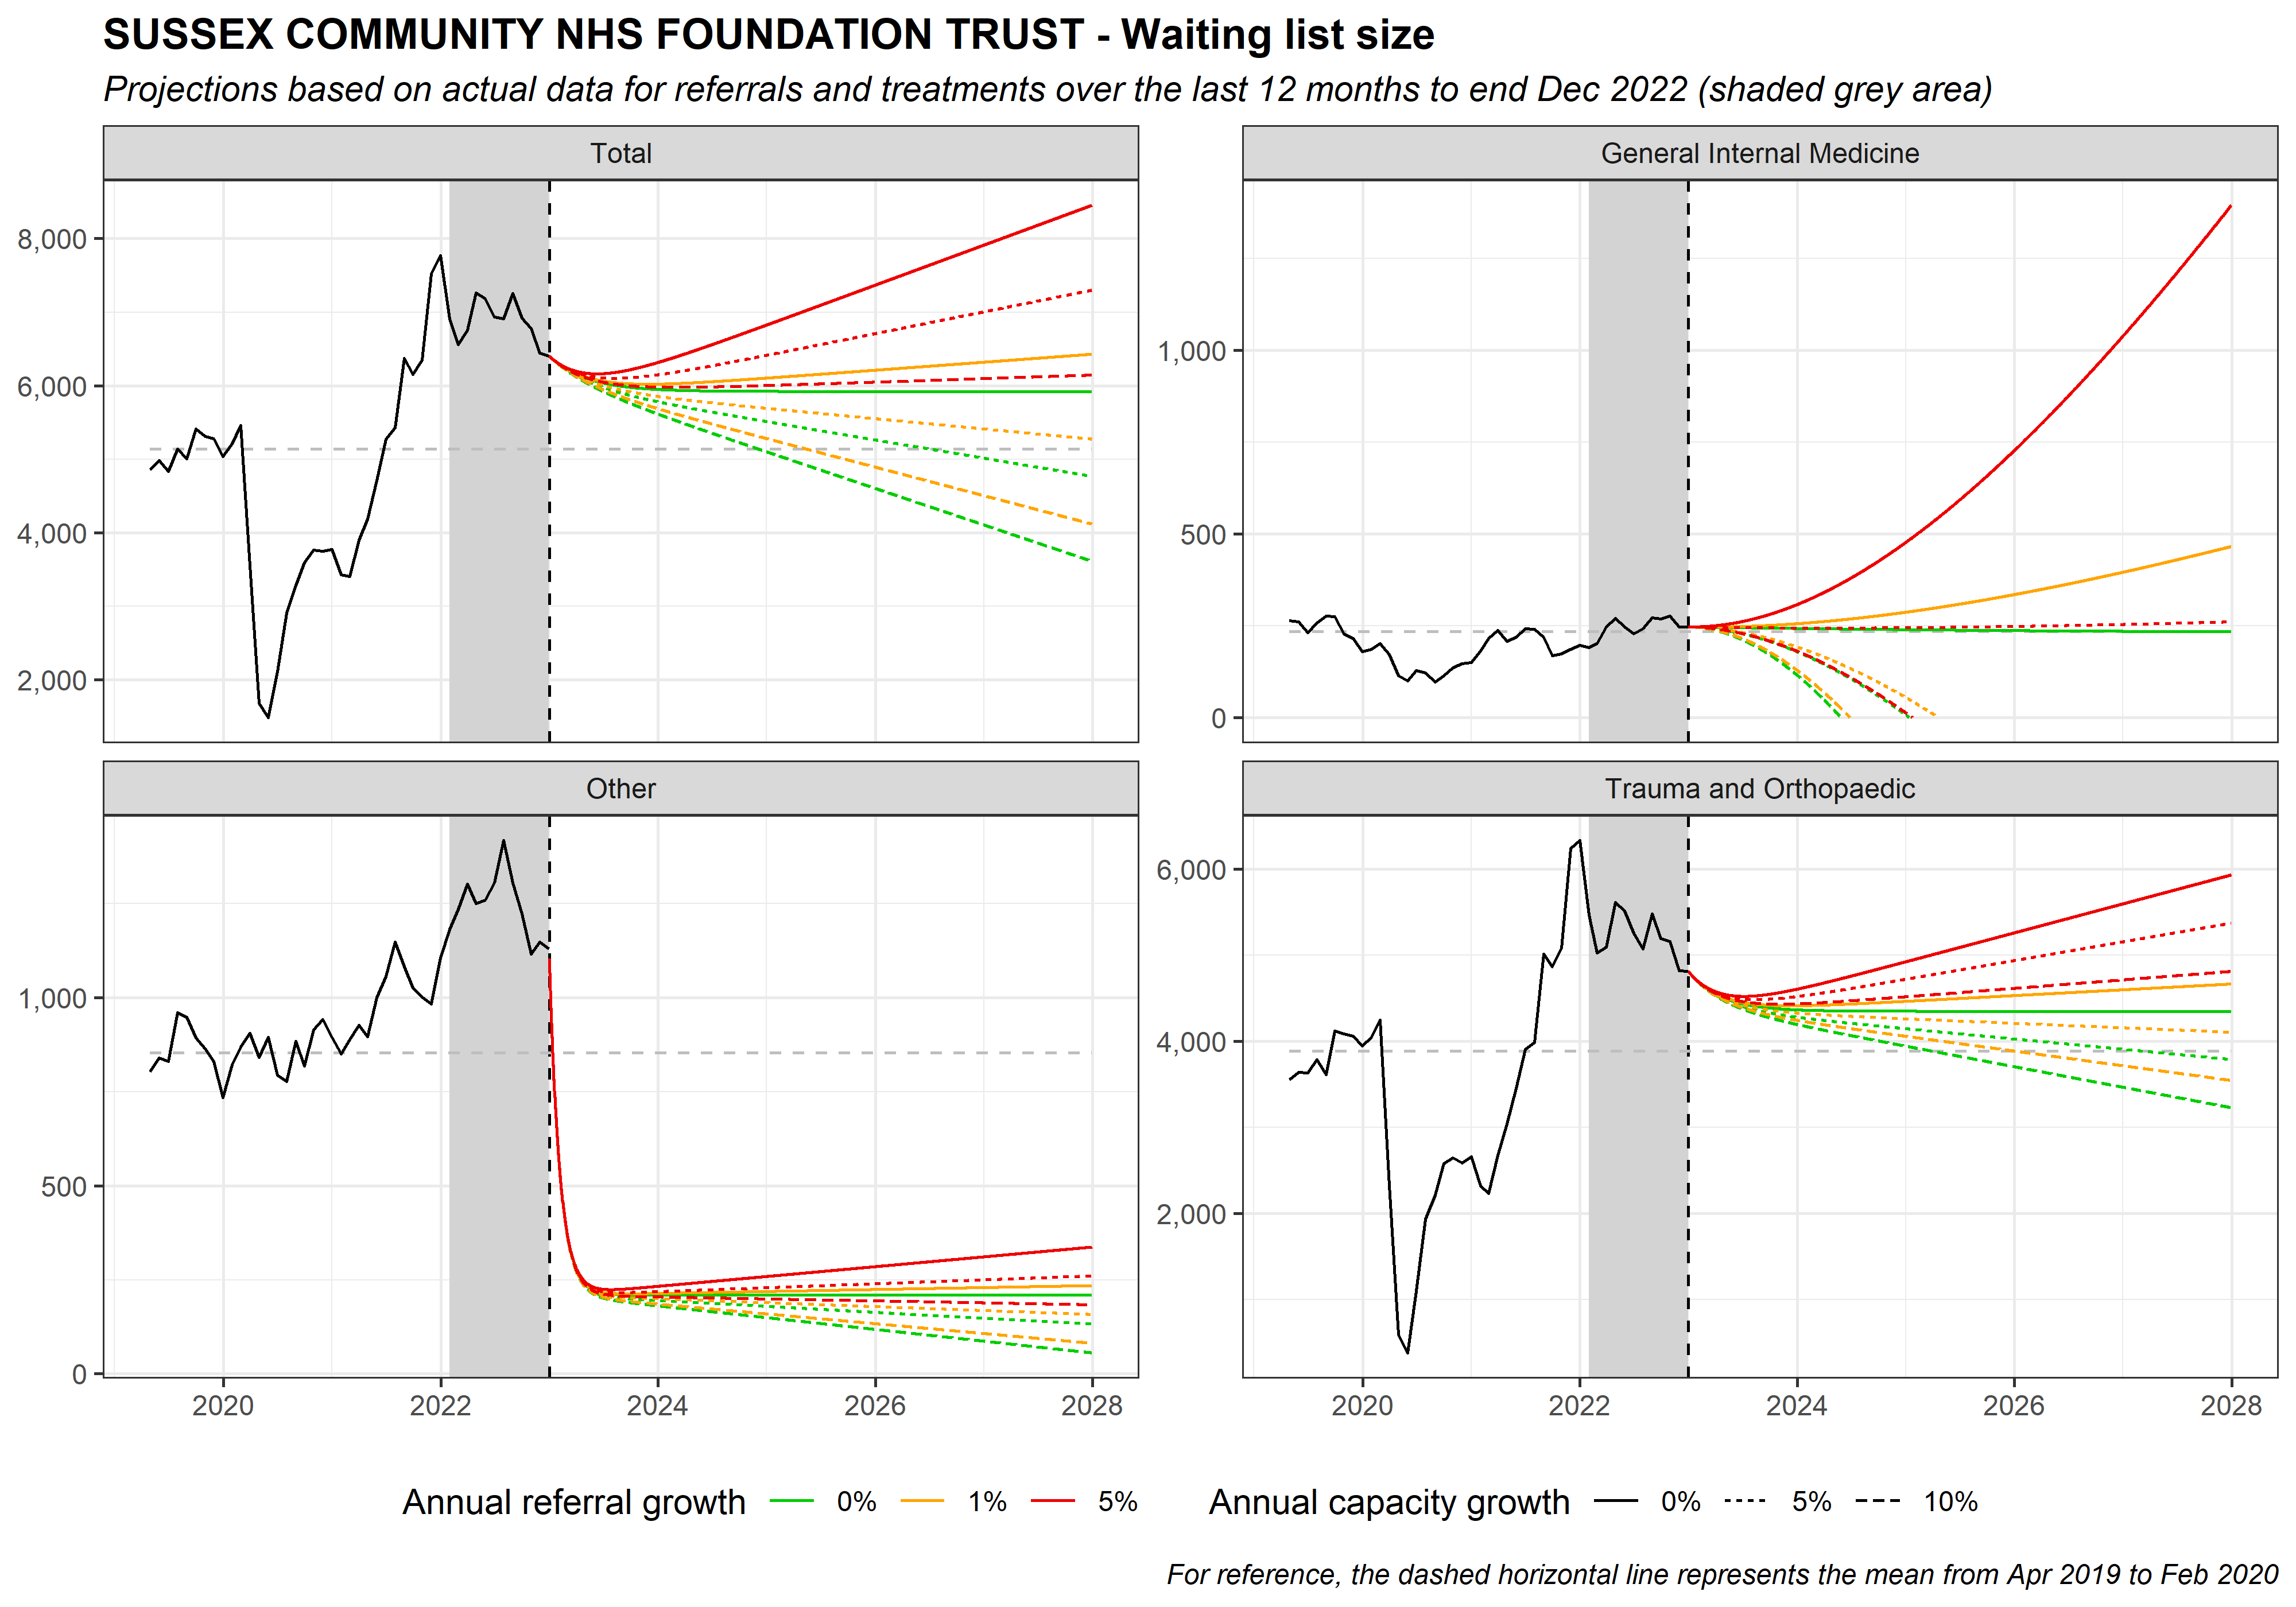 SUSSEX COMMUNITY NHS FOUNDATION TRUST - Waiting list size
Projections based on actual data for referrals and treatments over the last 12 months to end Dec 2022 (shaded grey area)
Total
8,000
6,000
4,000
2,000
General Internal Medicine
1,000
500
0
Other
1,000
500
0
2020 2022 2024 2026 2028
Trauma and Orthopaedic
6,000
4,000
2,000
2020 2022 2024 2026 2028
Annual referral growth 0% 1% 5%
Annual capacity growth 0% 5% 10%
For reference, the dashed horizontal line represents the mean from Apr 2019 to Feb 2020